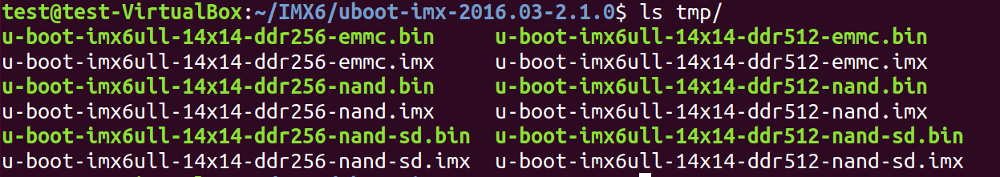 test@test-VirtualBox:~/IMX6/uboot-imx-2016.03-2.1.0$ ls tmp/
u-boot-imx6ull-14x14-ddr256-emmc.bin u-boot-imx6ull-14x14-ddr512-emmc.bin
u-boot-imx6ull-14x14-ddr256-emmc.imx u-boot-imx6ull-14x14-ddr512-emmc.imx
u-boot-imx6ull-14x14-ddr256-nand.bin u-boot-imx6ull-14x14-ddr512-nand.bin
u-boot-imx6ull-14x14-ddr256-nand.imx u-boot-imx6ull-14x14-ddr512-nand.imx
u-boot-imx6ull-14x14-ddr256-nand-sd.bin u-boot-imx6ull-14x14-ddr512-nand-sd.bin
u-boot-imx6ull-14x14-ddr256-nand-sd.imx u-boot-imx6ull-14x14-ddr512-nand-sd.imx